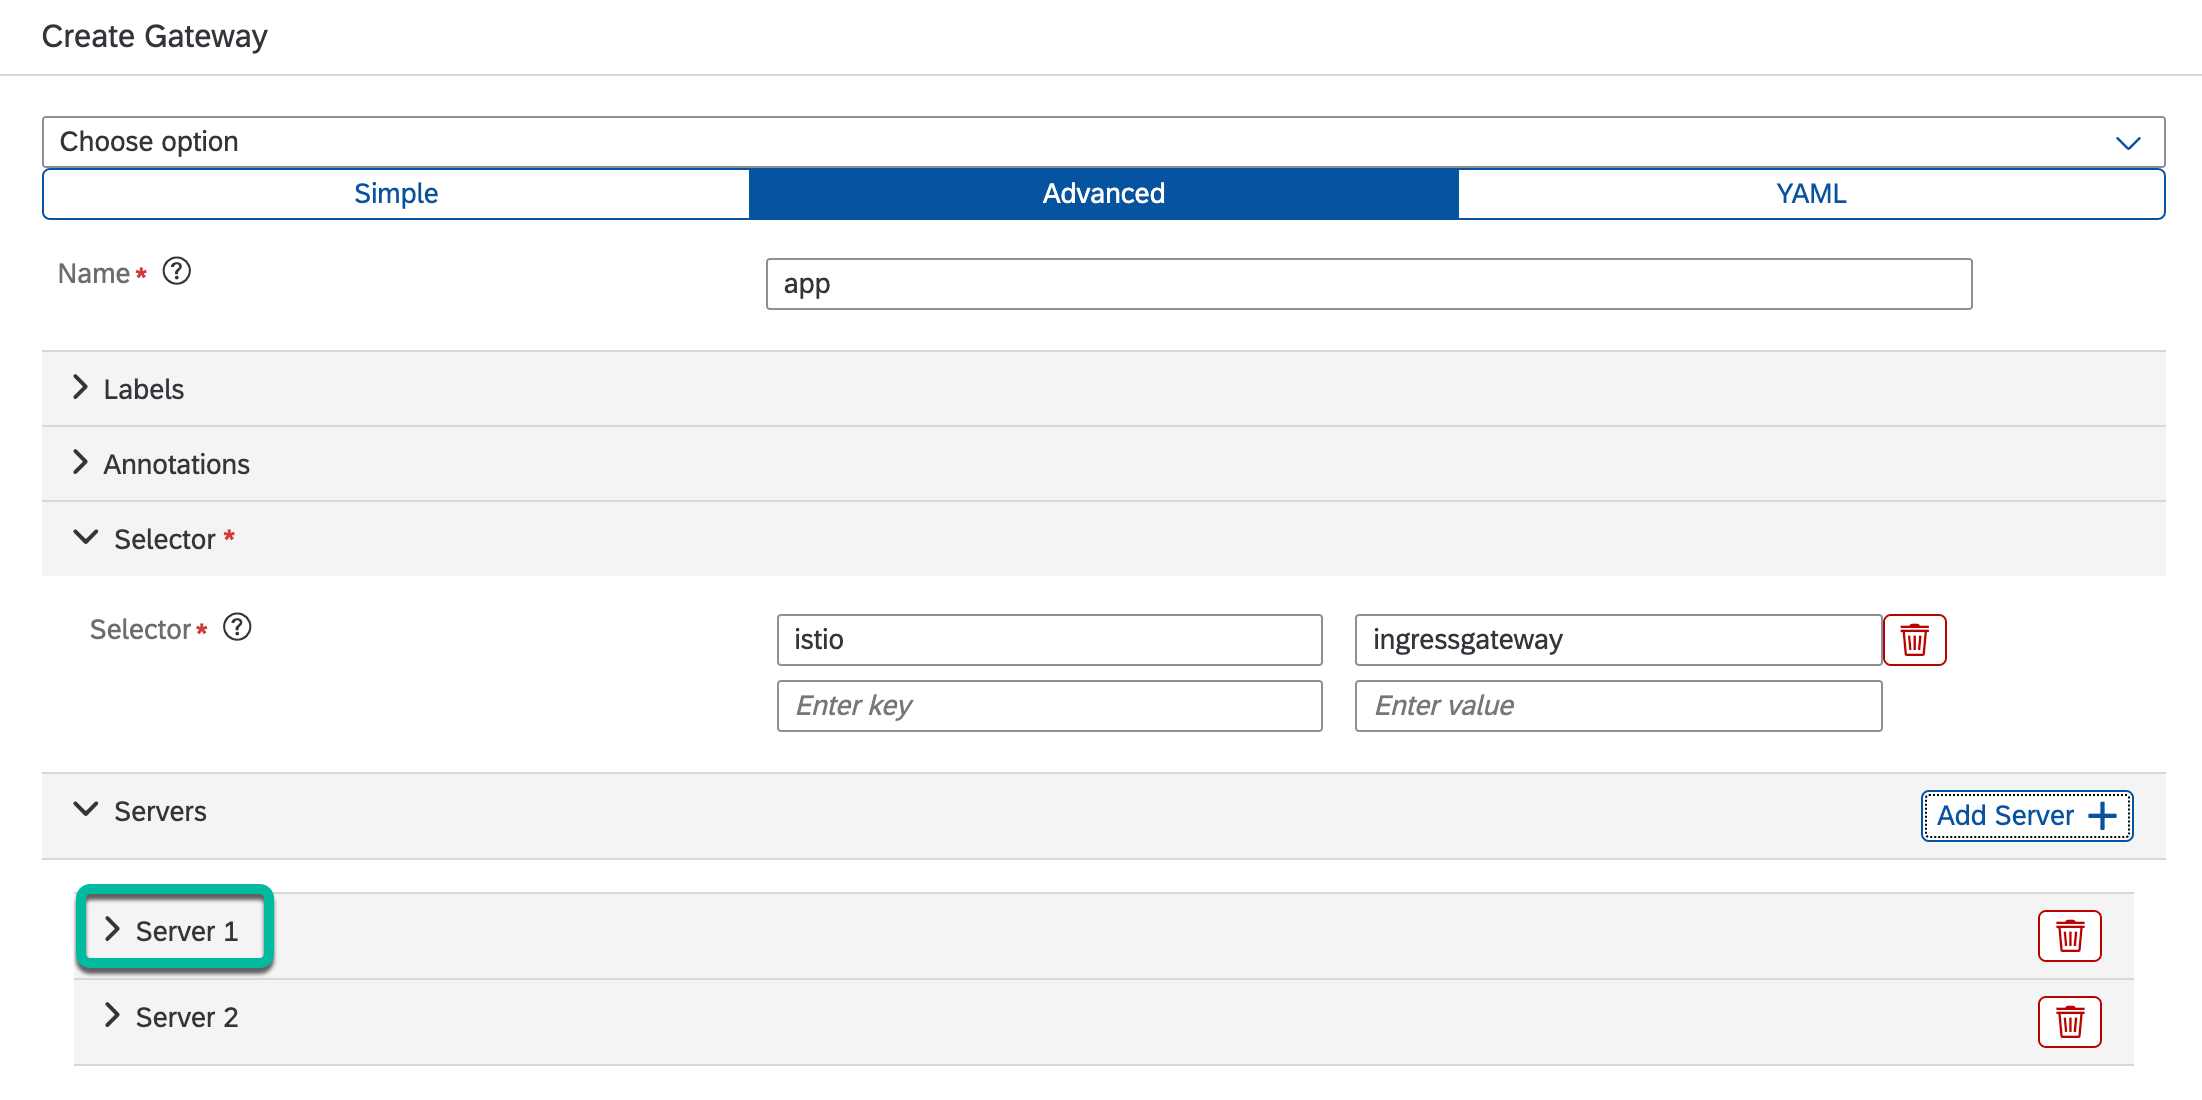 Create Gateway
Choose option
Simple Advanced YAML
Name* ?
app
Labels
Annotations
Selector *
Selector* ?
istio ingressgateway
Enter key Enter value
Servers
Add Server +
Server 1
Server 2